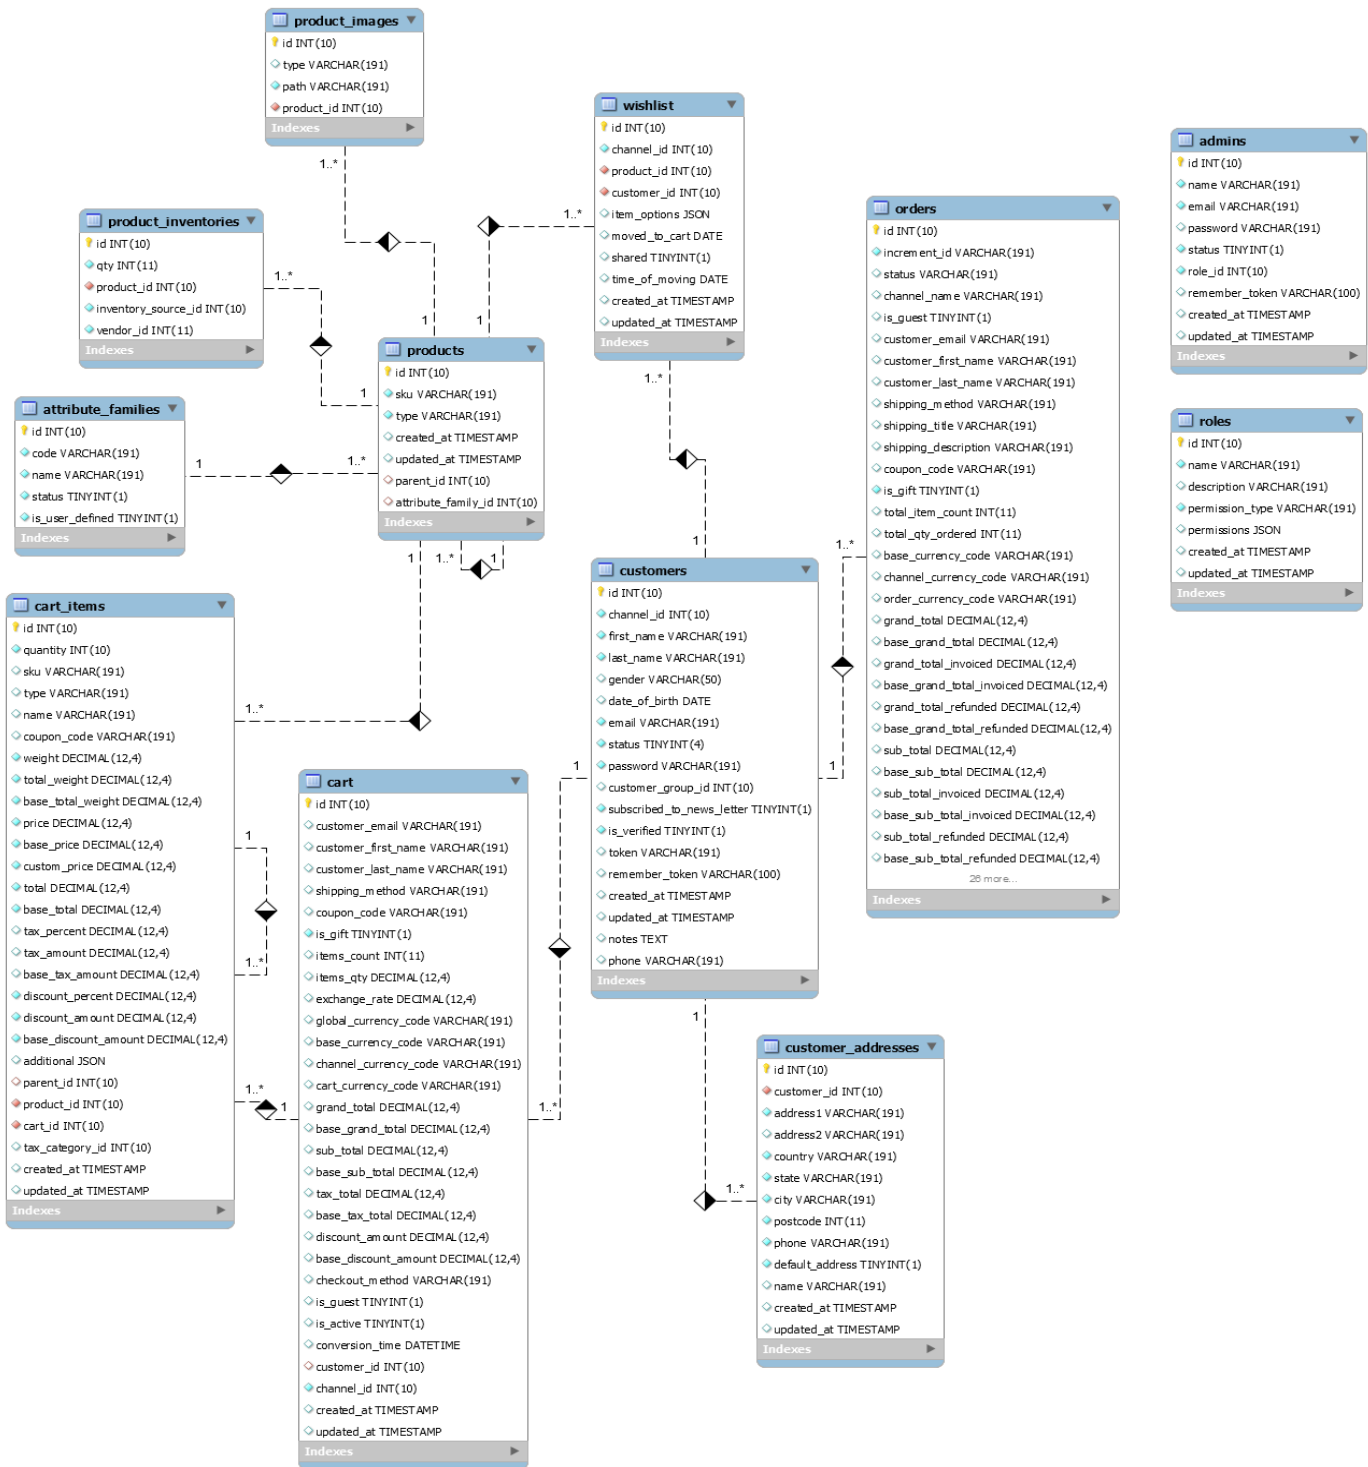 product_images
id INT(10)
type VARCHAR(191)
path VARCHAR(191)
product_id INT(10)
Indexes
1..*
1
wishlist
id INT(10)
channel_id INT(10)
product_id INT(10)
customer_id INT(10)
item_options JSON
moved_to_cart DATE
shared TINYINT(1)
time_of_moving DATE
created_at TIMESTAMP
updated_at TIMESTAMP
Indexes
1..*
1
1..*
1
admins
id INT(10)
name VARCHAR(191)
email VARCHAR(191)
password VARCHAR(191)
status TINYINT(1)
role_id INT(10)
remember_token VARCHAR(100)
created_at TIMESTAMP
updated_at TIMESTAMP
Indexes
product_inventories
id INT(10)
qty INT(11)
product_id INT(10)
inventory_source_id INT(10)
vendor_id INT(11)
Indexes
1..*
1
orders
id INT(10)
increment_id VARCHAR(191)
status VARCHAR(191)
channel_name VARCHAR(191)
is_guest TINYINT(1)
customer_email VARCHAR(191)
customer_first_name VARCHAR(191)
customer_last_name VARCHAR(191)
shipping_method VARCHAR(191)
shipping_title VARCHAR(191)
shipping_description VARCHAR(191)
coupon_code VARCHAR(191)
is_gift TINYINT(1)
total_item_count INT(11)
total_qty_ordered INT(11)
base_currency_code VARCHAR(191)
channel_currency_code VARCHAR(191)
order_currency_code VARCHAR(191)
grand_total DECIMAL(12,4)
base_grand_total DECIMAL(12,4)
grand_total_invoiced DECIMAL(12,4)
base_grand_total_invoiced DECIMAL(12,4)
grand_total_refunded DECIMAL(12,4)
base_grand_total_refunded DECIMAL(12,4)
sub_total DECIMAL(12,4)
base_sub_total DECIMAL(12,4)
sub_total_invoiced DECIMAL(12,4)
base_sub_total_invoiced DECIMAL(12,4)
sub_total_refunded DECIMAL(12,4)
base_sub_total_refunded DECIMAL(12,4)
26 more...
Indexes
1..*
1
products
id INT(10)
sku VARCHAR(191)
type VARCHAR(191)
created_at TIMESTAMP
updated_at TIMESTAMP
parent_id INT(10)
attribute_family_id INT(10)
Indexes
1..*
1
attribute_families
id INT(10)
code VARCHAR(191)
name VARCHAR(191)
status TINYINT(1)
is_user_defined TINYINT(1)
Indexes
1
1..*
roles
id INT(10)
name VARCHAR(191)
description VARCHAR(191)
permission_type VARCHAR(191)
permissions JSON
created_at TIMESTAMP
updated_at TIMESTAMP
Indexes
customers
id INT(10)
channel_id INT(10)
first_name VARCHAR(191)
last_name VARCHAR(191)
gender VARCHAR(50)
date_of_birth DATE
email VARCHAR(191)
status TINYINT(4)
password VARCHAR(191)
customer_group_id INT(10)
subscribed_to_news_letter TINYINT(1)
is_verified TINYINT(1)
token VARCHAR(191)
remember_token VARCHAR(100)
created_at TIMESTAMP
updated_at TIMESTAMP
notes TEXT
phone VARCHAR(191)
Indexes
1
1..*
cart_items
id INT(10)
quantity INT(10)
sku VARCHAR(191)
type VARCHAR(191)
name VARCHAR(191)
coupon_code VARCHAR(191)
weight DECIMAL(12,4)
total_weight DECIMAL(12,4)
base_total_weight DECIMAL(12,4)
price DECIMAL(12,4)
base_price DECIMAL(12,4)
custom_price DECIMAL(12,4)
total DECIMAL(12,4)
base_total DECIMAL(12,4)
tax_percent DECIMAL(12,4)
tax_amount DECIMAL(12,4)
base_tax_amount DECIMAL(12,4)
discount_percent DECIMAL(12,4)
discount_amount DECIMAL(12,4)
base_discount_amount DECIMAL(12,4)
additional JSON
parent_id INT(10)
product_id INT(10)
cart_id INT(10)
tax_category_id INT(10)
created_at TIMESTAMP
updated_at TIMESTAMP
Indexes
1
1..*
1
1..*
1..*
1
cart
id INT(10)
customer_email VARCHAR(191)
customer_first_name VARCHAR(191)
customer_last_name VARCHAR(191)
shipping_method VARCHAR(191)
coupon_code VARCHAR(191)
is_gift TINYINT(1)
items_count INT(11)
items_qty DECIMAL(12,4)
exchange_rate DECIMAL(12,4)
global_currency_code VARCHAR(191)
base_currency_code VARCHAR(191)
channel_currency_code VARCHAR(191)
cart_currency_code VARCHAR(191)
grand_total DECIMAL(12,4)
base_grand_total DECIMAL(12,4)
sub_total DECIMAL(12,4)
base_sub_total DECIMAL(12,4)
tax_total DECIMAL(12,4)
base_tax_total DECIMAL(12,4)
discount_amount DECIMAL(12,4)
base_discount_amount DECIMAL(12,4)
checkout_method VARCHAR(191)
is_guest TINYINT(1)
is_active TINYINT(1)
conversion_time DATETIME
customer_id INT(10)
channel_id INT(10)
created_at TIMESTAMP
updated_at TIMESTAMP
Indexes
1
1..*
customer_addresses
id INT(10)
customer_id INT(10)
address1 VARCHAR(191)
address2 VARCHAR(191)
country VARCHAR(191)
state VARCHAR(191)
city VARCHAR(191)
postcode INT(11)
phone VARCHAR(191)
default_address TINYINT(1)
name VARCHAR(191)
created_at TIMESTAMP
updated_at TIMESTAMP
Indexes